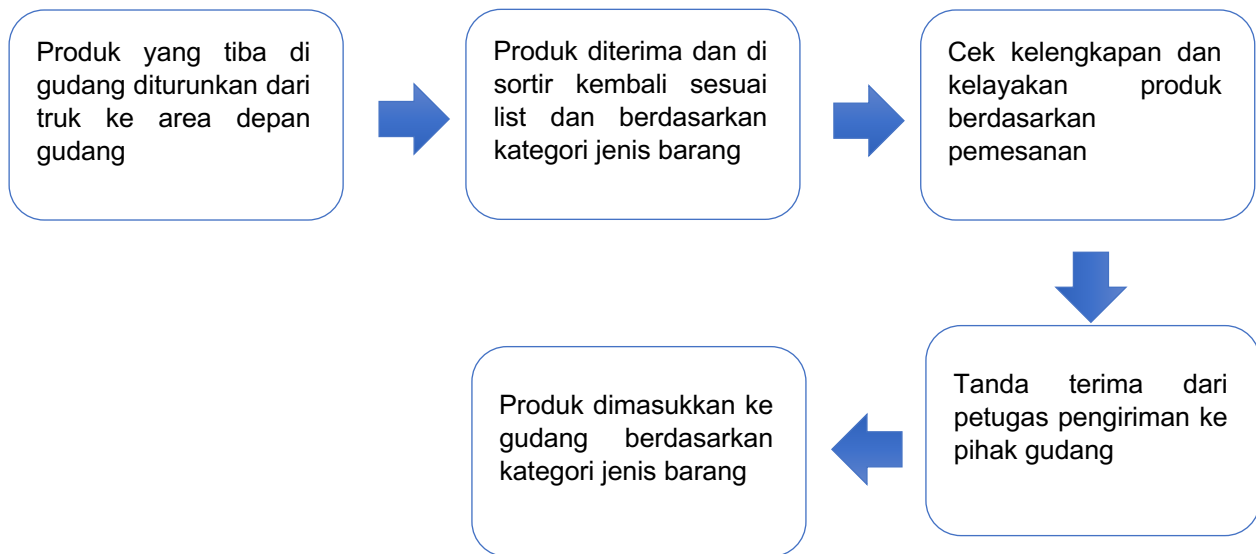 Produk yang tiba di
gudang diturunkan dari
truk ke area depan
gudang
Produk diterima dan di
sortir kembali sesuai
list dan berdasarkan
kategori jenis barang
Cek kelengkapan dan
kelayakan produk
berdasarkan
pemesanan
Tanda terima dari
petugas pengiriman ke
pihak gudang
Produk dimasukkan ke
gudang berdasarkan
kategori jenis barang